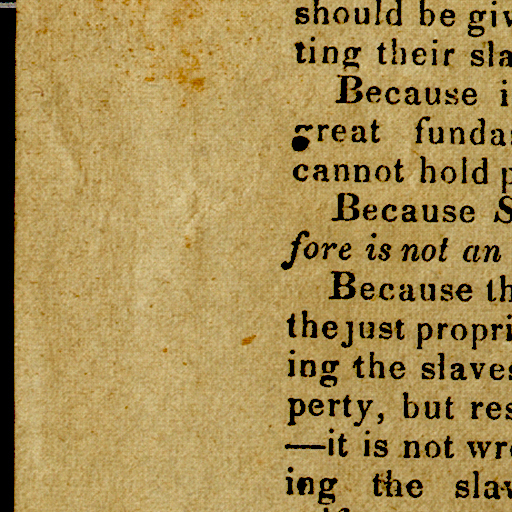 should be giv
ting their sla
Because i
great funda
cannot hold p
Because S
fore is not an
Because th
the just propri
ing the slaves
perty, but res
—it is not wr
ing the slav